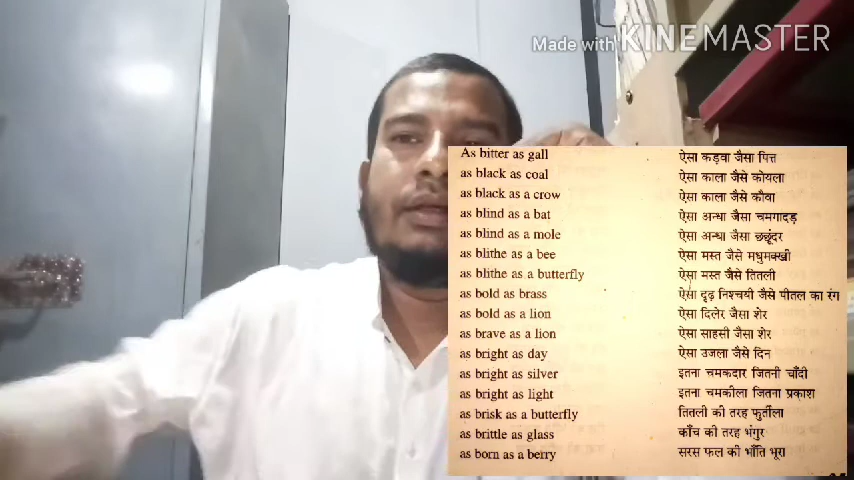 Made with KINEMASTER
As bitter as gall ऐसा कड़वा जैसा पित्त
as black as coal ऐसा काला जैसे कोयला
as black as a crow ऐसा काला जैसे कौवा
as blind as a bat ऐसा अन्धा जैसा चमगादड़
as blind as a mole ऐसा अन्धा जैसा छछूंदर
as blithe as a bee ऐसा मस्त जैसे मधुमक्खी
as blithe as a butterfly ऐसा मस्त जैसे तितली
as bold as brass ऐसा दृढ़ निश्चयी जैसे पीतल का रंग
as bold as a lion ऐसा दिलेर जैसा शेर
as brave as a lion ऐसा साहसी जैसा शेर
as bright as day ऐसा उजला जैसे दिन
as bright as silver इतना चमकदार जितनी चाँदी
as bright as light इतना चमकीला जितना प्रकाश
as brisk as a butterfly तितली की तरह फुर्तीला
as brittle as glass काँच की तरह भंगुर
as born as a berry सरस फल की भाँति भूरा